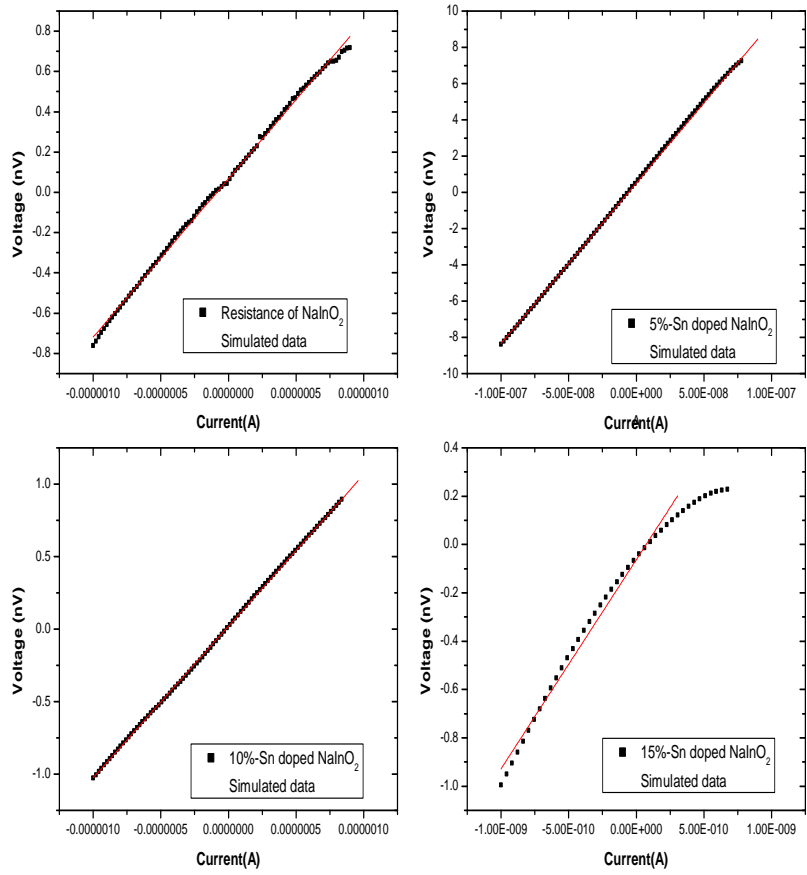 0.8
0.6
0.4
0.2
0.0
-0.2
-0.4
-0.6
-0.8
Voltage (nV)
Resistance of NaInO₂
Simulated data
-0.0000010 -0.0000005 0.0000000 0.0000005 0.0000010
Current(A)
10
8
6
4
2
0
-2
-4
-6
-8
-10
Voltage (nV)
5%-Sn doped NaInO₂
Simulated data
-1.00E-007 -5.00E-008 0.00E+000 5.00E-008 1.00E-007
Current(A)
A
1.0
0.5
0.0
-0.5
-1.0
Voltage (nV)
10%-Sn doped NaInO₂
Simulated data
-0.0000010 -0.0000005 0.0000000 0.0000005 0.0000010
Current(A)
0.4
0.2
0.0
-0.2
-0.4
-0.6
-0.8
-1.0
Voltage (nV)
15%-Sn doped NaInO₂
Simulated data
-1.00E-009 -5.00E-010 0.00E+000 5.00E-010 1.00E-009
Current(A)